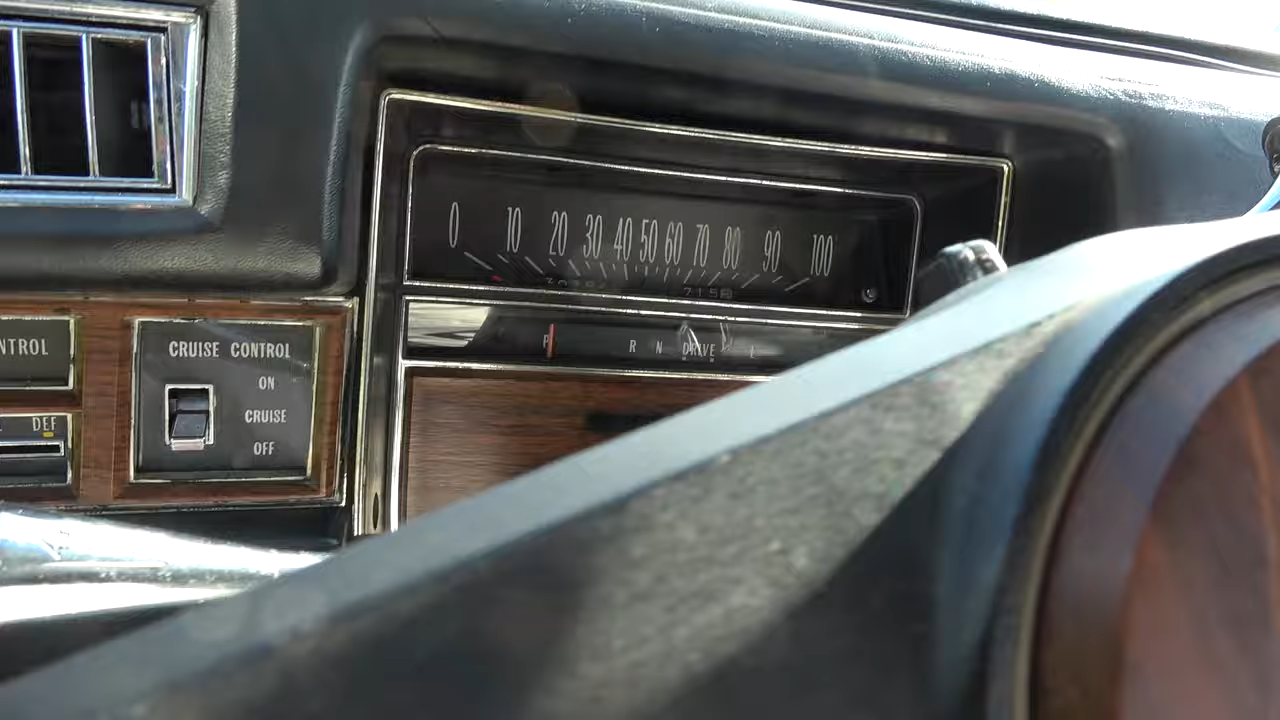 0 10 20 30 40 50 60 70 80 90 100
P R N DRIVE L
NTROL
CRUISE CONTROL
ON
CRUISE
OFF
DEF